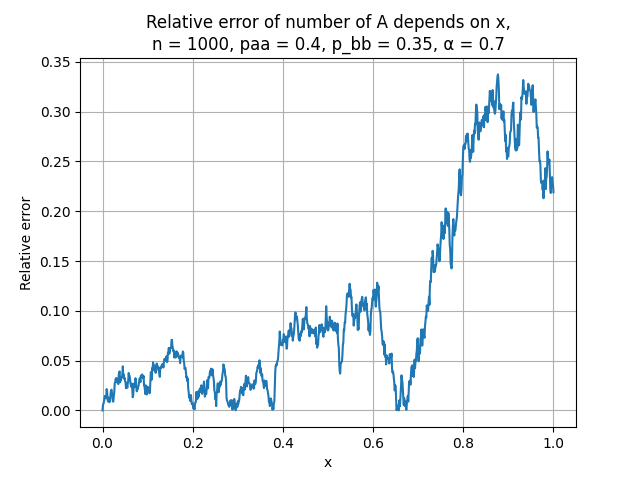 Relative error of number of A depends on x,
n = 1000, paa = 0.4, p_bb = 0.35, α = 0.7
0.35
0.30
0.25
0.20
0.15
0.10
0.05
0.00
Relative error
0.0 0.2 0.4 0.6 0.8 1.0
x